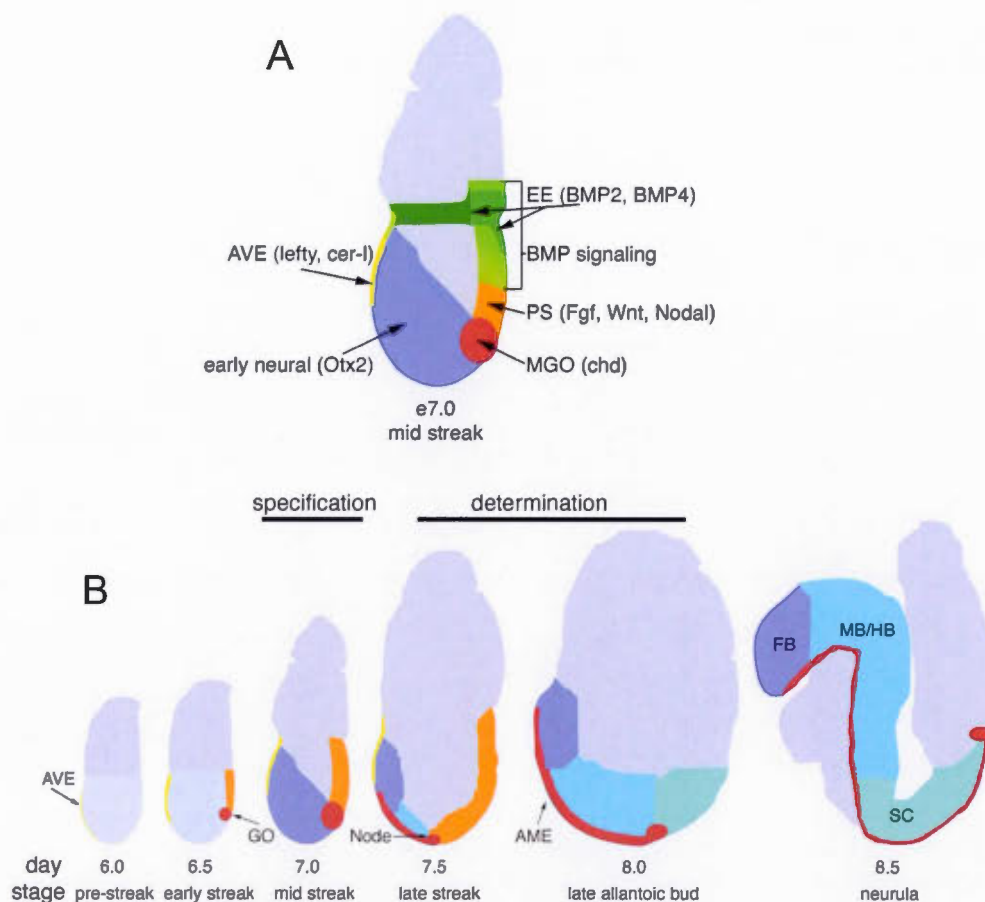 A
EE (BMP2, BMP4)
AVE (lefty, cer-l)
BMP signaling
PS (Fgf, Wnt, Nodal)
early neural (Otx2)
MGO (chd)
e7.0
mid streak
specification
determination
B
FB
MB/HB
AVE
GO
Node
AME
SC
day 6.0 6.5 7.0 7.5 8.0 8.5
stage pre-streak early streak mid streak late streak late allantoic bud neurula